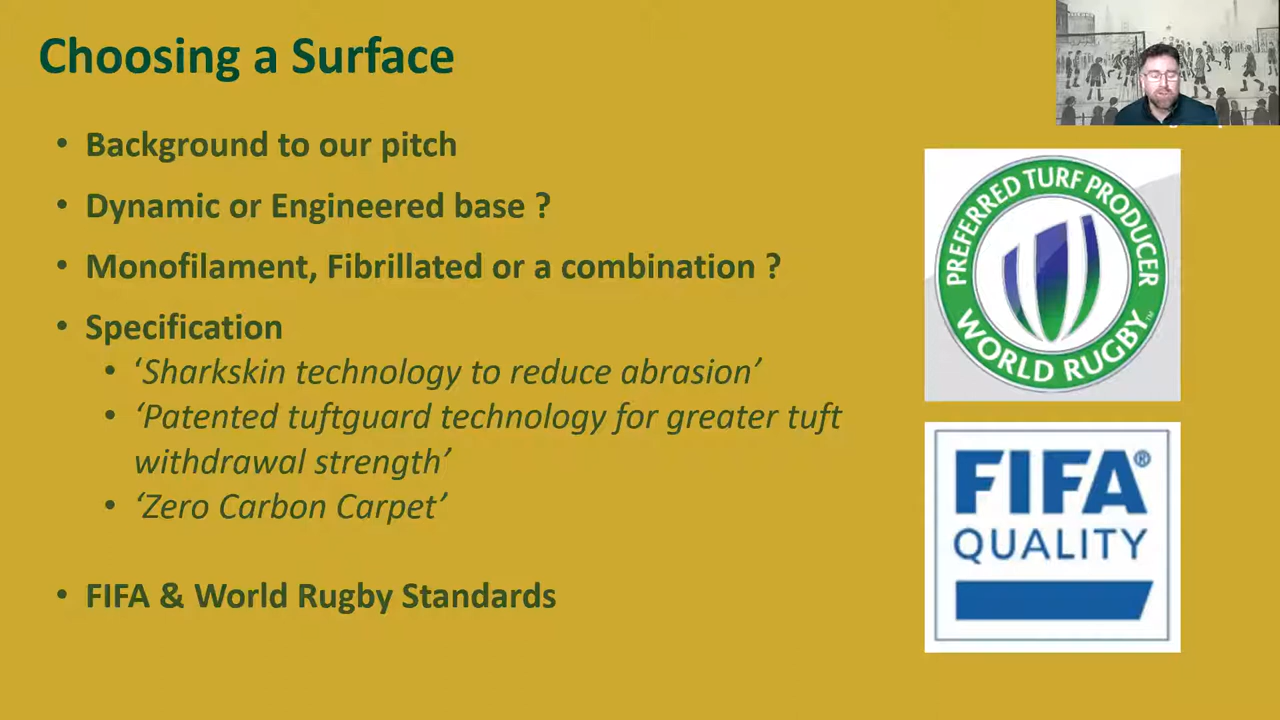 Choosing a Surface
• Background to our pitch
• Dynamic or Engineered base ?
• Monofilament, Fibrillated or a combination ?
• Specification
• ‘Sharkskin technology to reduce abrasion’
• ‘Patented tuftguard technology for greater tuft
withdrawal strength’
• ‘Zero Carbon Carpet’
• FIFA & World Rugby Standards
PREFERRED TURF PRODUCER
WORLD RUGBY™
FIFA®
QUALITY